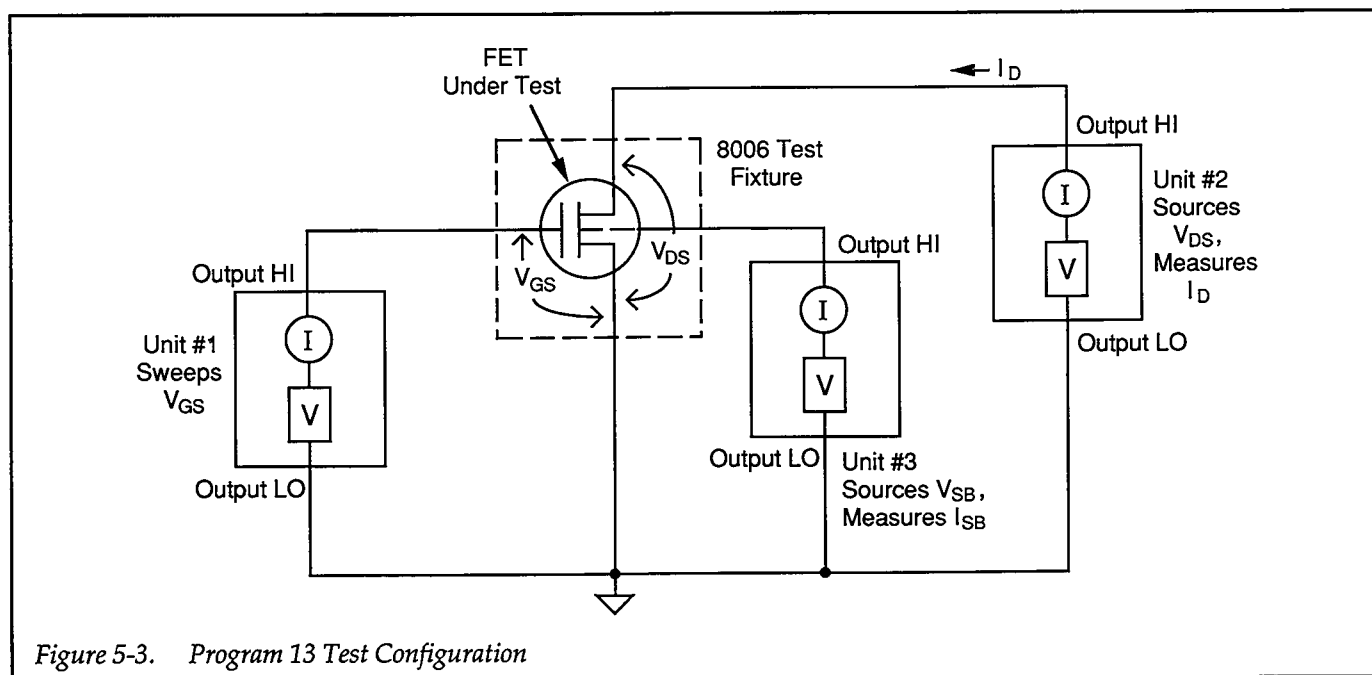 FET
Under Test
I_D
Output HI
8006 Test
Fixture
I
V
Unit #2
Sources
V_DS,
Measures
I_D
Output LO
V_GS
V_DS
Output HI
I
V
Unit #1
Sweeps
V_GS
Output LO
Output HI
I
V
Output LO
Unit #3
Sources V_SB,
Measures I_SB
Figure 5-3. Program 13 Test Configuration